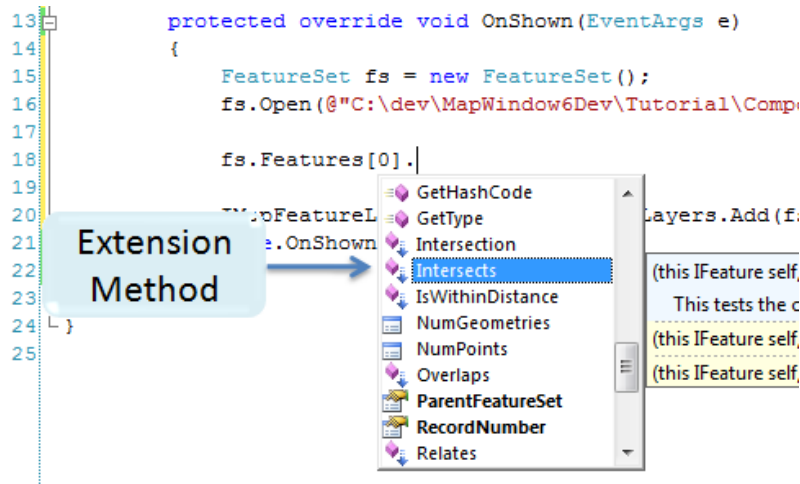 13 protected override void OnShown(EventArgs e)
14 {
15 FeatureSet fs = new FeatureSet();
16 fs.Open(@"C:\dev\MapWindow6Dev\Tutorial\Compo
17
18 fs.Features[0].
19
20 IMapFeatureL Layers.Add(fs
21 e.OnShown
22
23
24 }
25
Extension
Method
GetHashCode
GetType
Intersection
Intersects
IsWithinDistance
NumGeometries
NumPoints
Overlaps
ParentFeatureSet
RecordNumber
Relates
(this IFeature self,
This tests the
(this IFeature self,
(this IFeature self,